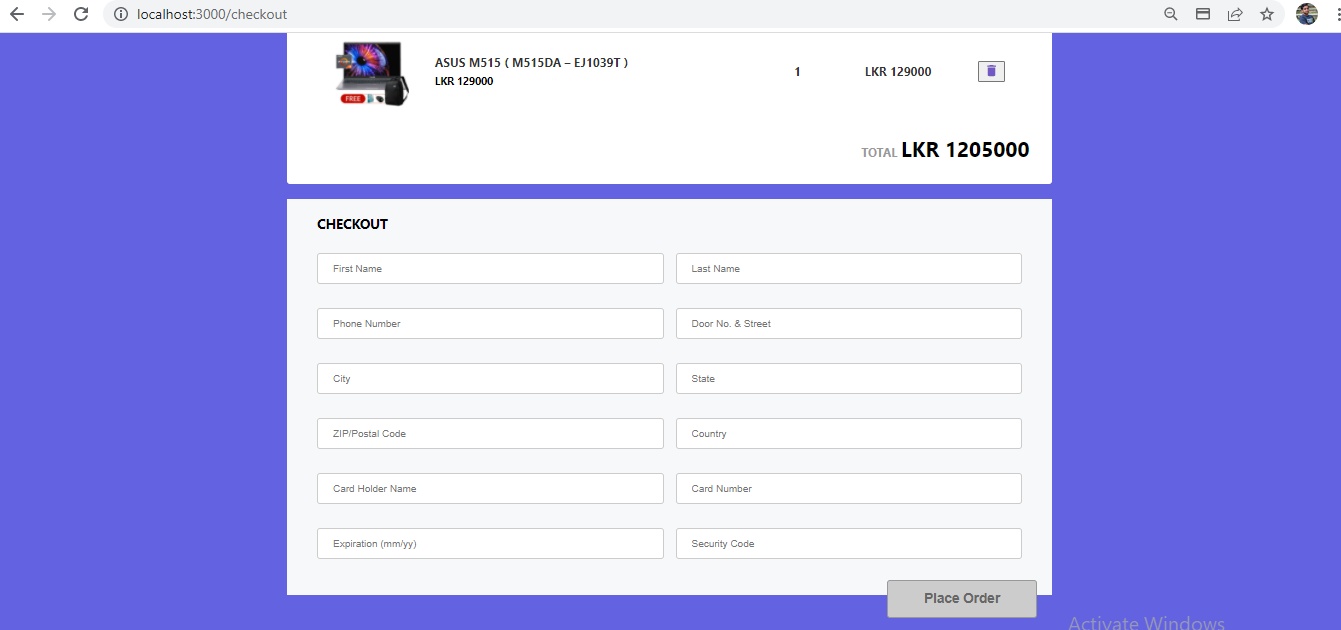 localhost:3000/checkout
ASUS M515 ( M515DA – EJ1039T )
LKR 129000
1
LKR 129000
FREE
TOTAL LKR 1205000
CHECKOUT
First Name
Last Name
Phone Number
Door No. & Street
City
State
ZIP/Postal Code
Country
Card Holder Name
Card Number
Expiration (mm/yy)
Security Code
Place Order
Activate Windows